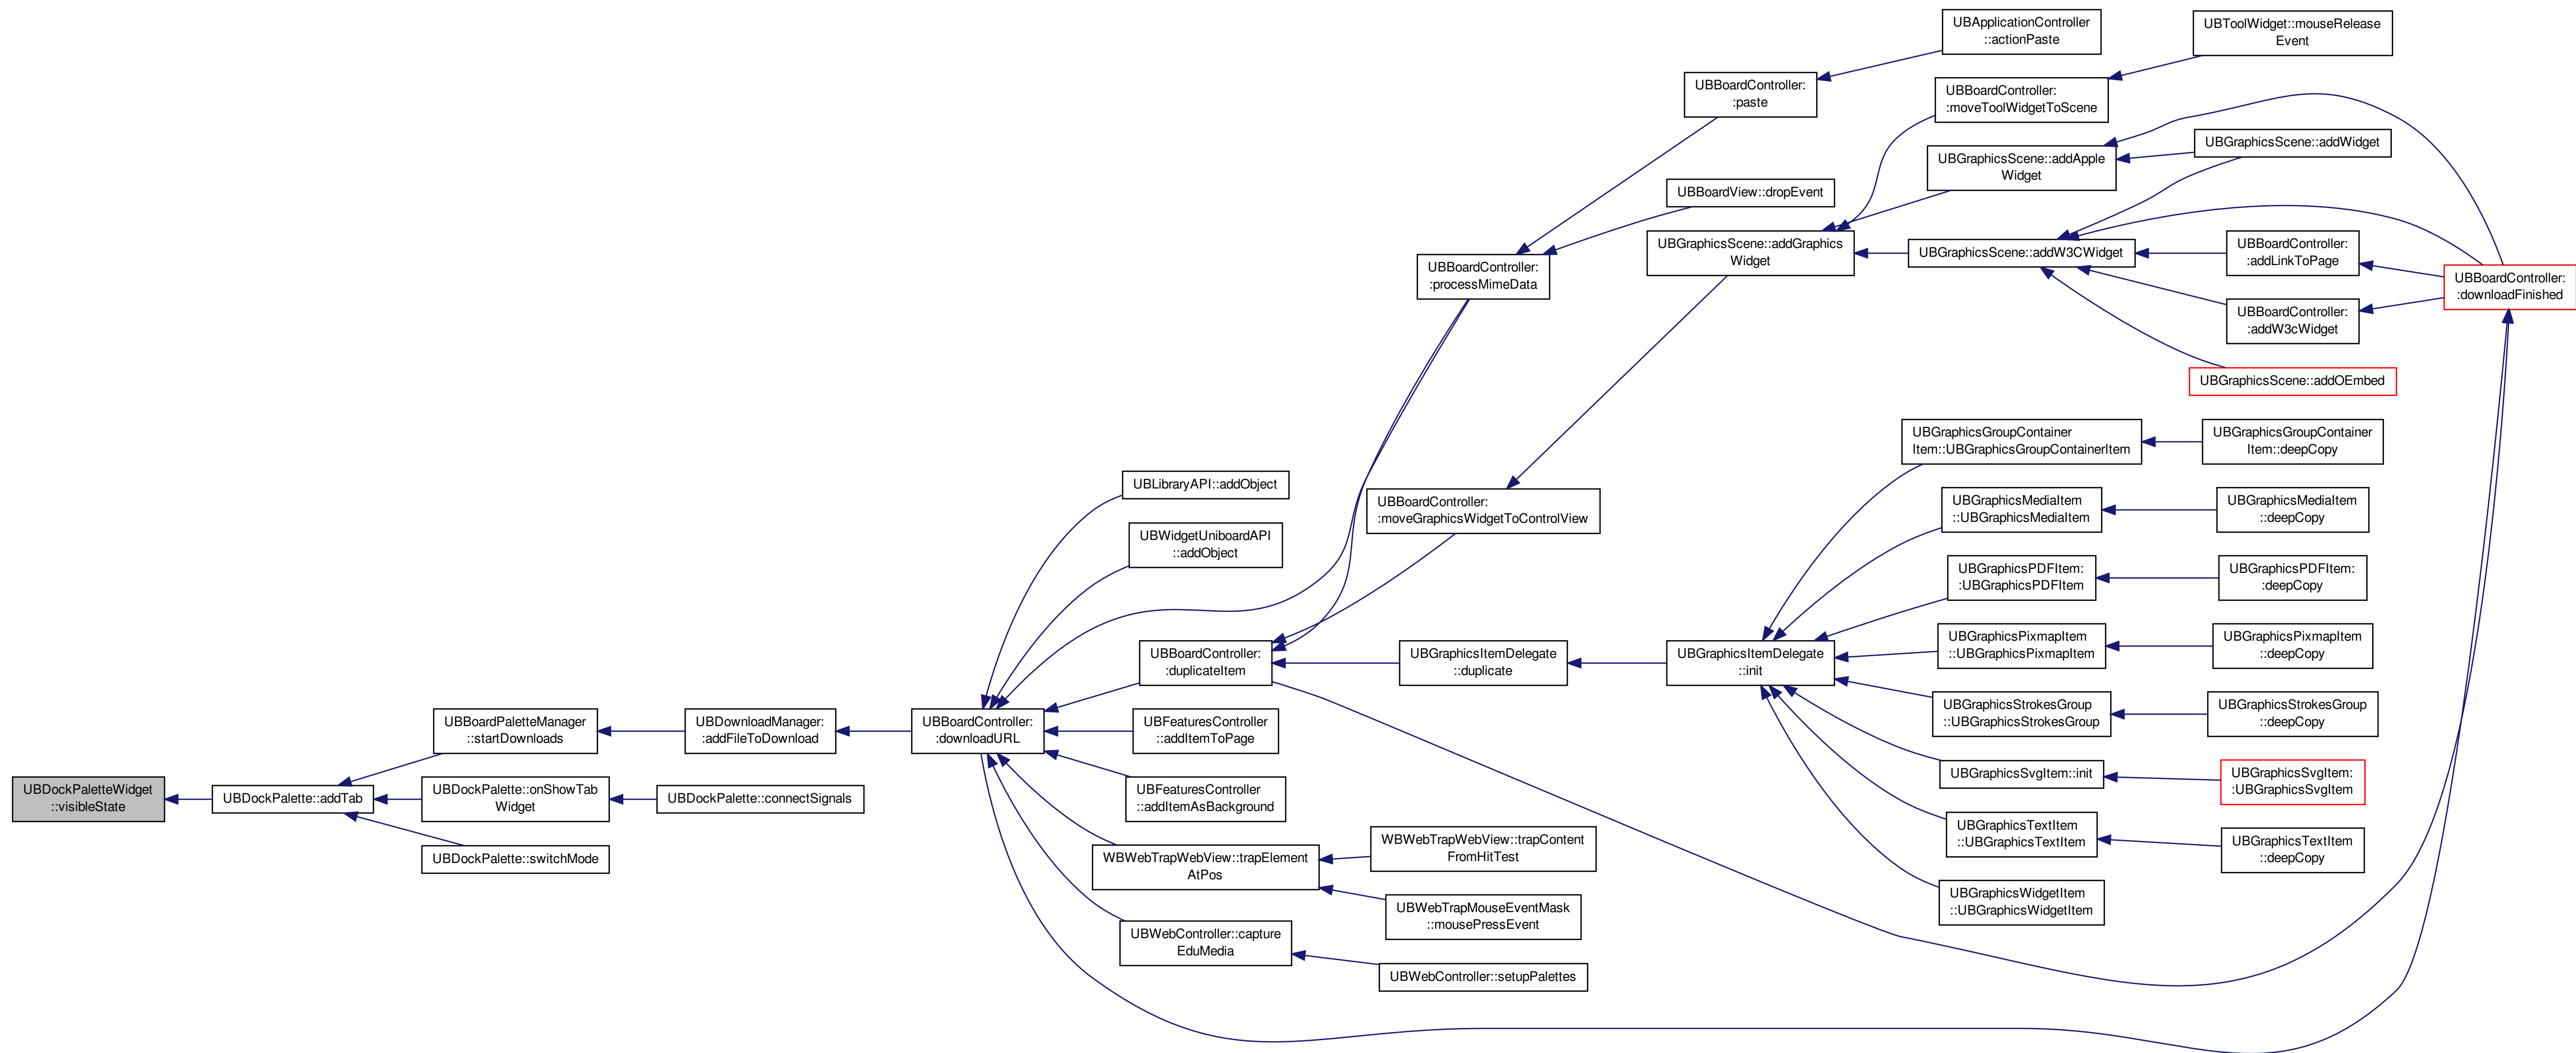 UBDockPaletteWidget
::visibleState
UBDockPalette::addTab
UBBoardPaletteManager
::startDownloads
UBDockPalette::onShowTab
Widget
UBDockPalette::switchMode
UBDownloadManager:
:addFileToDownload
UBDockPalette::connectSignals
UBBoardController:
:downloadURL
UBLibraryAPI::addObject
UBWidgetUniboardAPI
::addObject
UBBoardController:
:duplicateItem
UBFeaturesController
::addItemToPage
UBFeaturesController
::addItemAsBackground
WBWebTrapWebView::trapElement
AtPos
UBWebController::capture
EduMedia
UBBoardController:
:processMimeData
UBBoardController:
:moveGraphicsWidgetToControlView
UBGraphicsItemDelegate
::duplicate
WBWebTrapWebView::trapContent
FromHitTest
UBWebTrapMouseEventMask
::mousePressEvent
UBWebController::setupPalettes
UBBoardController:
:paste
UBBoardView::dropEvent
UBGraphicsScene::addGraphics
Widget
UBGraphicsItemDelegate
::init
UBApplicationController
::actionPaste
UBBoardController:
:moveToolWidgetToScene
UBGraphicsScene::addApple
Widget
UBGraphicsScene::addW3CWidget
UBGraphicsGroupContainer
Item::UBGraphicsGroupContainerItem
UBGraphicsMediaItem
::UBGraphicsMediaItem
UBGraphicsPDFItem:
:UBGraphicsPDFItem
UBGraphicsPixmapItem
::UBGraphicsPixmapItem
UBGraphicsStrokesGroup
::UBGraphicsStrokesGroup
UBGraphicsSvgItem::init
UBGraphicsTextItem
::UBGraphicsTextItem
UBGraphicsWidgetItem
::UBGraphicsWidgetItem
UBToolWidget::mouseRelease
Event
UBGraphicsScene::addWidget
UBBoardController:
:addLinkToPage
UBBoardController:
:addW3cWidget
UBGraphicsScene::addOEmbed
UBGraphicsGroupContainer
Item::deepCopy
UBGraphicsMediaItem
::deepCopy
UBGraphicsPDFItem:
:deepCopy
UBGraphicsPixmapItem
::deepCopy
UBGraphicsStrokesGroup
::deepCopy
UBGraphicsSvgItem:
:UBGraphicsSvgItem
UBGraphicsTextItem
::deepCopy
UBBoardController:
:downloadFinished